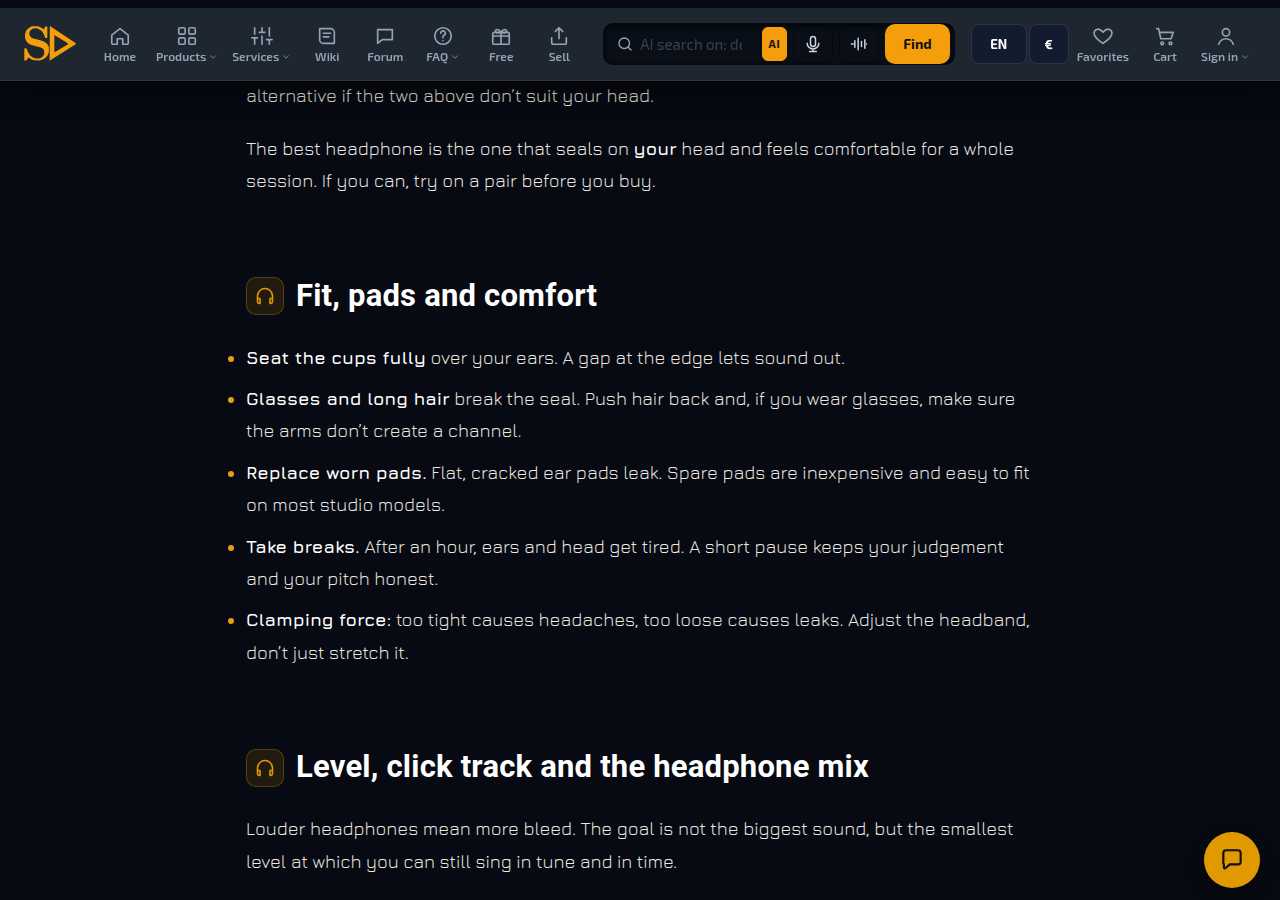 SD
Home
Products
Services
Wiki
Forum
FAQ
Free
Sell
AI search on: d
AI
Find
EN
€
Favorites
Cart
Sign in
alternative if the two above don't suit your head.
The best headphone is the one that seals on your head and feels comfortable for a whole
session. If you can, try on a pair before you buy.
Fit, pads and comfort
Seat the cups fully over your ears. A gap at the edge lets sound out.
Glasses and long hair break the seal. Push hair back and, if you wear glasses, make sure
the arms don't create a channel.
Replace worn pads. Flat, cracked ear pads leak. Spare pads are inexpensive and easy to fit
on most studio models.
Take breaks. After an hour, ears and head get tired. A short pause keeps your judgement
and your pitch honest.
Clamping force: too tight causes headaches, too loose causes leaks. Adjust the headband,
don't just stretch it.
Level, click track and the headphone mix
Louder headphones mean more bleed. The goal is not the biggest sound, but the smallest
level at which you can still sing in tune and in time.